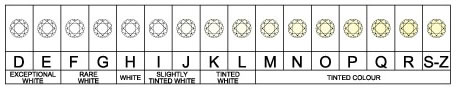 D E F G H I J K L M N O P Q R S-Z
EXCEPTIONAL WHITE RARE WHITE WHITE SLIGHTLY TINTED WHITE TINTED WHITE TINTED COLOUR